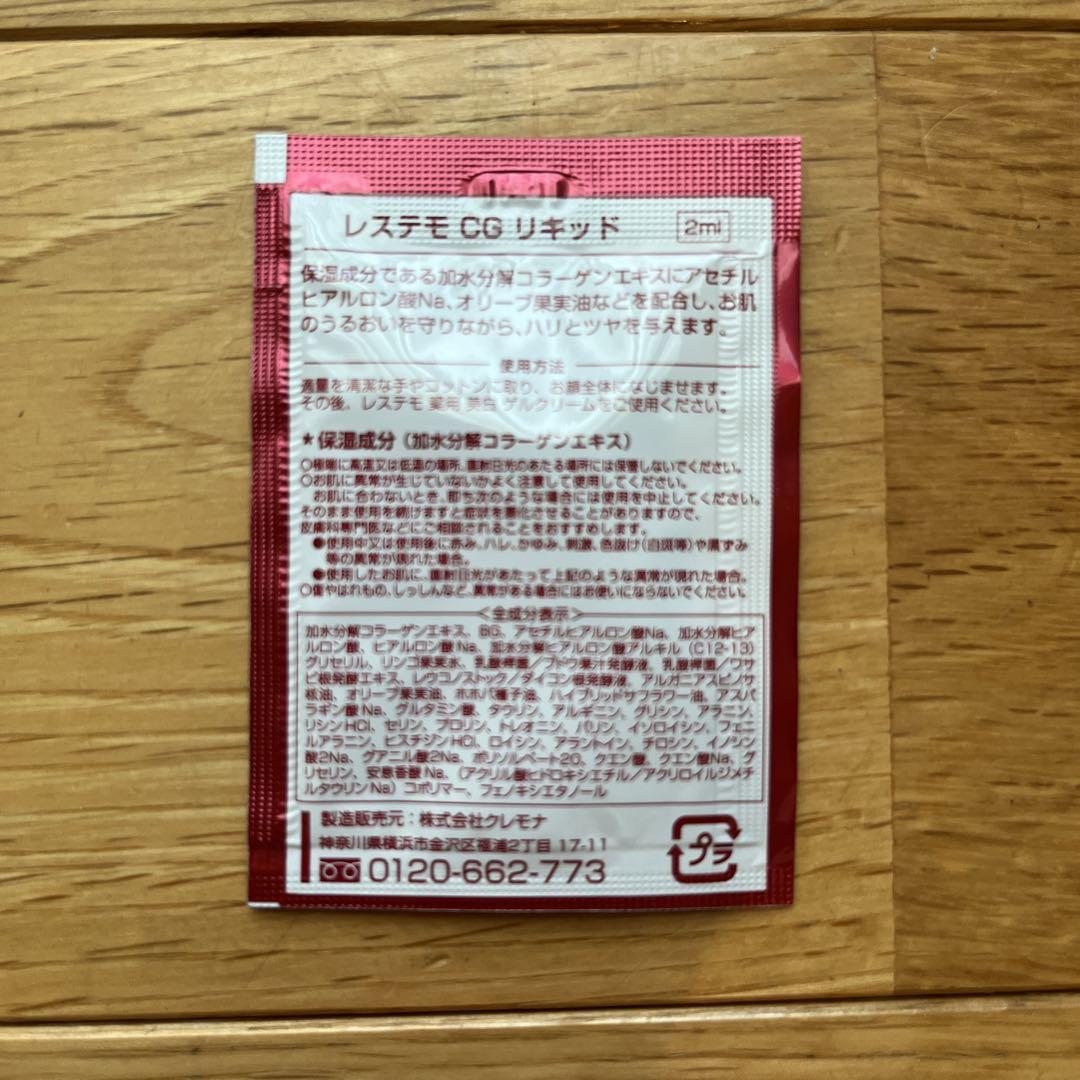 レステモ CG リキッド 2ml
保湿成分である加水分解コラーゲンエキスにアセチル
ヒアルロン酸Na、オリーブ果実油などを配合し、お肌
のうるおいを守りながら、ハリとツヤを与えます。
使用方法
適量を清潔な手やコットンに取り、お顔全体になじませます。
その後、レステモ 薬用 美白 ゲルクリームをご使用ください。
★保湿成分（加水分解コラーゲンエキス）
○極端に高温又は低温の場所、直射日光のあたる場所には保管しないでください。
○お肌に異常が生じていないかよく注意して使用してください。
お肌に合わないとき、即ち次のような場合には使用を中止してください。
そのまま使用を続けますと症状を悪化させることがありますので、
皮膚科専門医などにご相談されることをおすすめします。
●使用中又は使用後に赤み、ハレ、かゆみ、刺激、色抜け（白斑等）や黒ずみ
等の異常が現れた場合。
●使用したお肌に、直射日光があたって上記のような異常が現れた場合。
○傷やはれもの、しっしんなど、異常がある場合にはお使いにならないでください。
＜全成分表示＞
加水分解コラーゲンエキス、BG、アセチルヒアルロン酸Na、加水分解ヒア
ルロン酸、ヒアルロン酸Na、加水分解ヒアルロン酸アルキル（C12-13）
グリセリル、リンゴ果実水、乳酸桿菌／ブドウ果汁発酵液、乳酸桿菌／ワサ
ビ根発酵エキス、レウコノストック／ダイコン根発酵液、アルガニアスピノサ
核油、オリーブ果実油、ホホバ種子油、ハイブリッドサフラワー油、アスパ
ラギン酸Na、グルタミン酸、タウリン、アルギニン、グリシン、アラニン、
リシンHCl、セリン、プロリン、トレオニン、バリン、イソロイシン、フェニ
ルアラニン、ヒスチジンHCl、ロイシン、アラントイン、チロシン、イノシン
酸2Na、グアニル酸2Na、ポリソルベート20、クエン酸、クエン酸Na、グ
リセリン、安息香酸Na、（アクリル酸ヒドロキシエチル／アクリロイルジメチ
ルタウリンNa）コポリマー、フェノキシエタノール
製造販売元：株式会社クレモナ
神奈川県横浜市金沢区福浦2丁目 17-11
0120-662-773
プラ